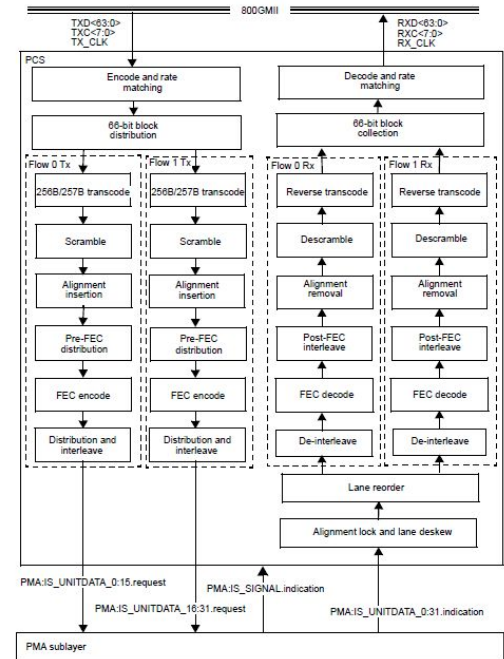 800GMII
TXD<63:0>
TXC<7:0>
TX_CLK
RXD<63:0>
RXC<7:0>
RX_CLK
PCS
Encode and rate
matching
Decode and rate
matching
66-bit block
distribution
66-bit block
collection
Flow 0 Tx
Flow 1 Tx
Flow 0 Rx
Flow 1 Rx
256B/257B transcode
256B/257B transcode
Reverse transcode
Reverse transcode
Scramble
Scramble
Descramble
Descramble
Alignment
insertion
Alignment
insertion
Alignment
removal
Alignment
removal
Pre-FEC
distribution
Pre-FEC
distribution
Post-FEC
interleave
Post-FEC
interleave
FEC encode
FEC encode
FEC decode
FEC decode
Distribution and
interleave
Distribution and
interleave
De-interleave
De-interleave
Lane reorder
Alignment lock and lane deskew
PMA:IS_UNITDATA_0:15.request
PMA:IS_SIGNAL.indication
PMA:IS_UNITDATA_16:31.request
PMA:IS_UNITDATA_0:31.indication
PMA sublayer